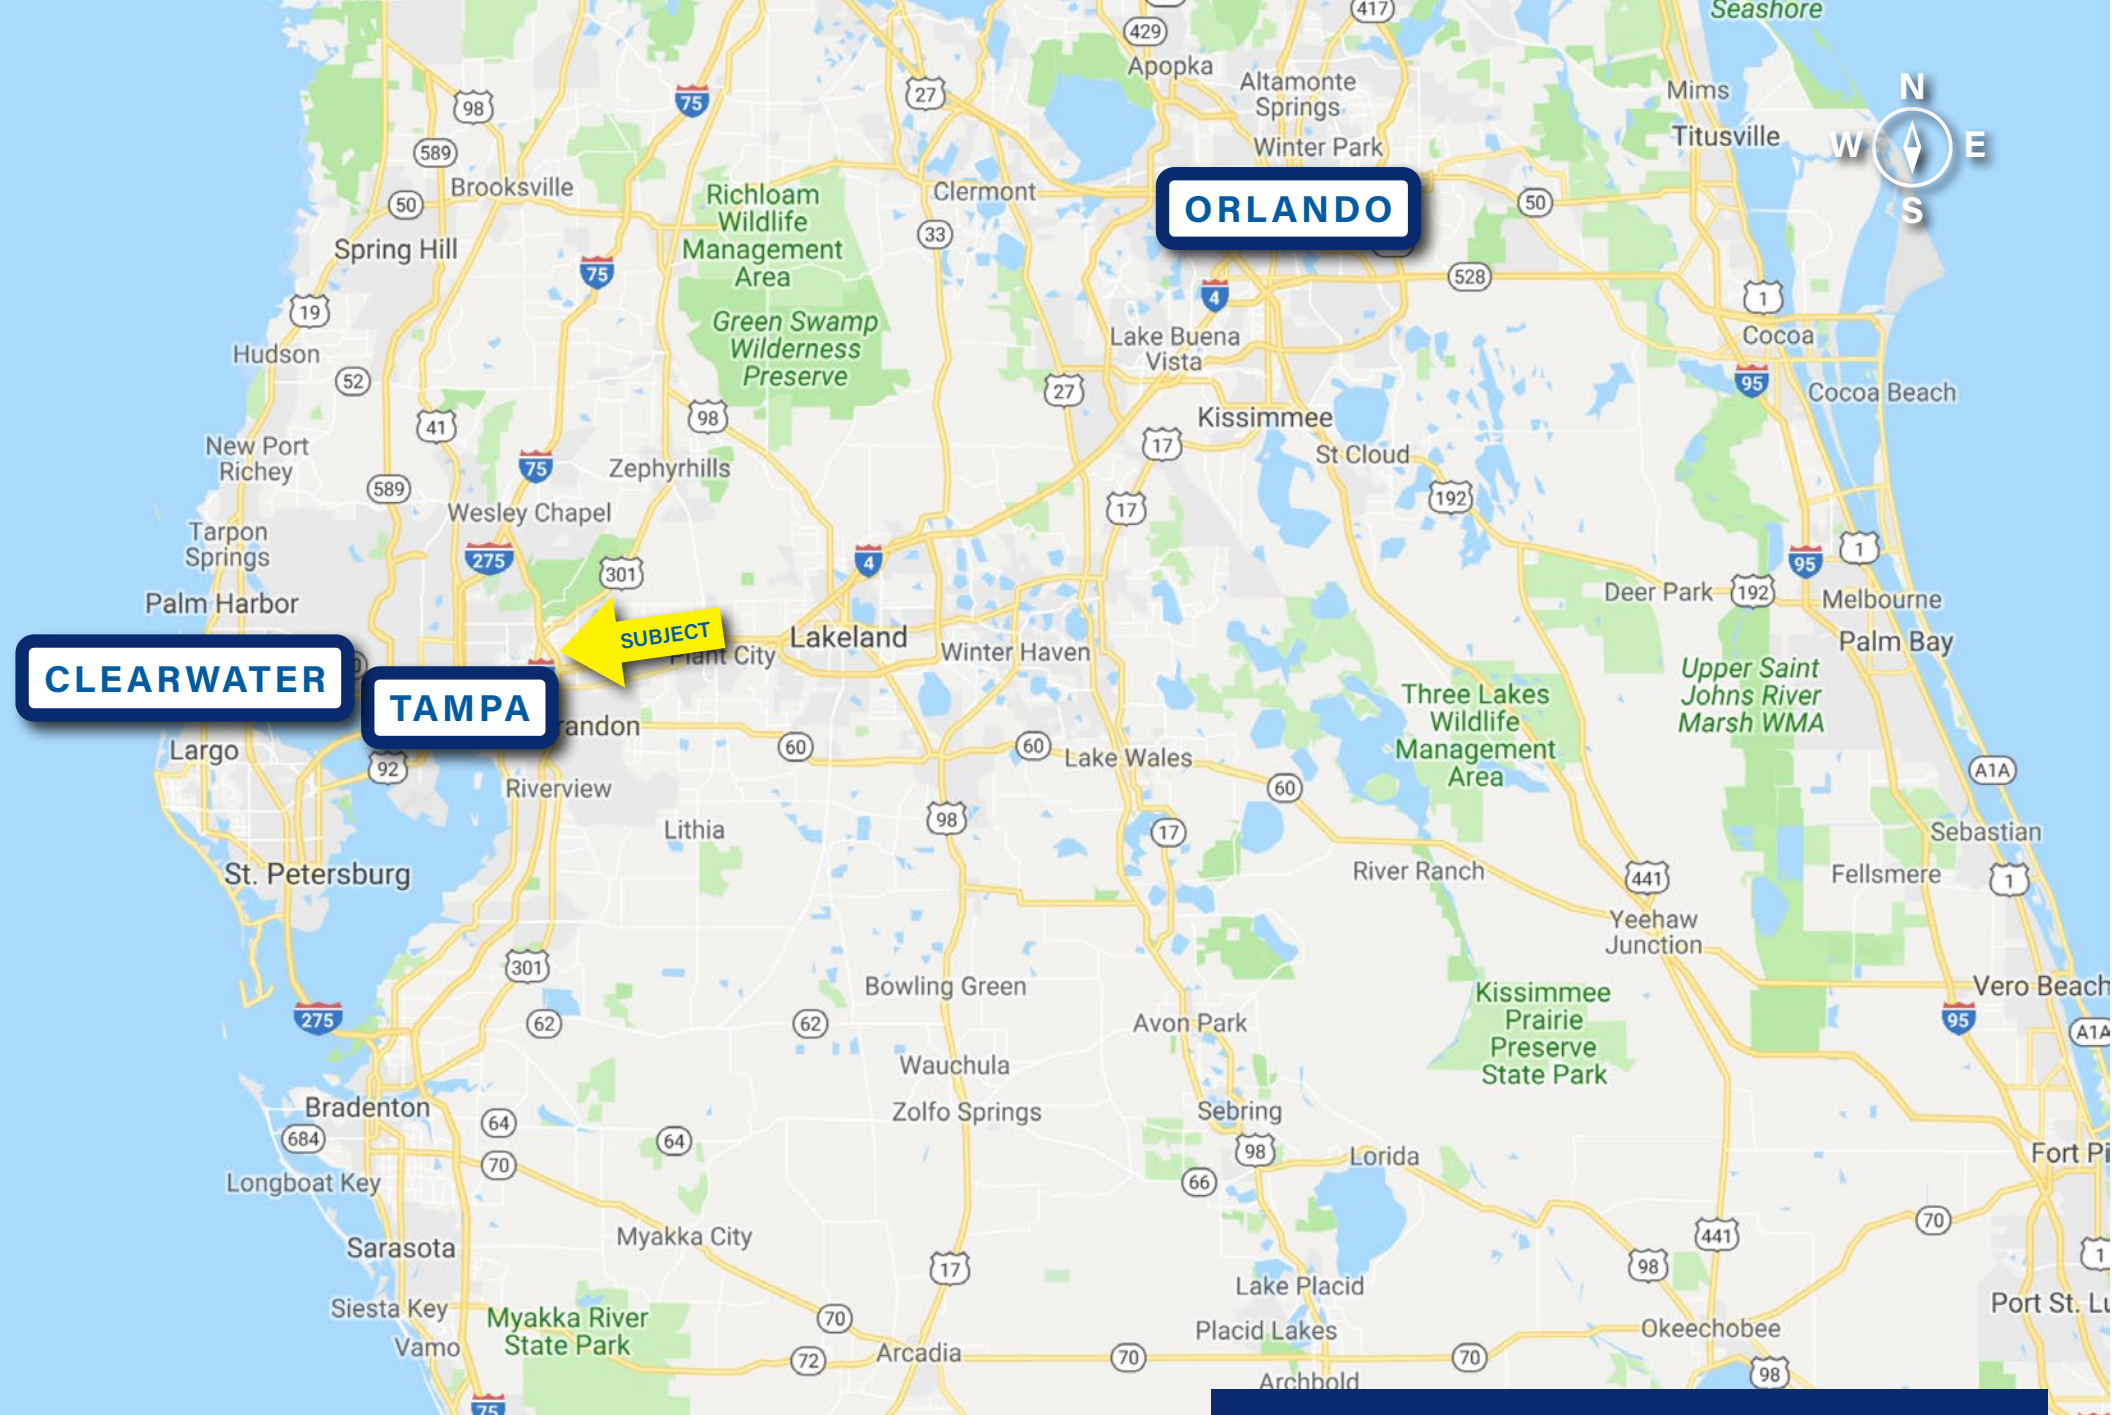 Seashore
417
429
Apopka
Altamonte
Springs
Mims
N
75
27
98
Winter Park
Titusville
W
E
589
Brooksville
Richloam
Wildlife
Management
Area
Clermont
ORLANDO
50
50
S
33
Spring Hill
75
528
4
1
19
Green Swamp
Wilderness
Preserve
Lake Buena
Vista
Cocoa
Hudson
52
27
95
Cocoa Beach
98
Kissimmee
41
17
New Port
Richey
75
Zephyrhills
St Cloud
589
192
17
Wesley Chapel
Tarpon
Springs
275
301
4
1
95
Deer Park
192
Melbourne
Palm Harbor
SUBJECT
Lakeland
Winter Haven
Plant City
Palm Bay
CLEARWATER
TAMPA
Upper Saint
Johns River
Marsh WMA
Three Lakes
Wildlife
Management
Area
randon
Largo
92
60
60
Lake Wales
A1A
Riverview
60
98
Lithia
17
Sebastian
St. Petersburg
River Ranch
441
Fellsmere
1
Yeehaw
Junction
301
Bowling Green
Kissimmee
Prairie
Preserve
State Park
Vero Beach
275
62
62
Avon Park
95
A1A
Wauchula
Bradenton
Zolfo Springs
Sebring
64
684
64
98
Lorida
Fort Pi
70
Longboat Key
66
Myakka City
70
441
Sarasota
17
98
1
Lake Placid
Siesta Key
Myakka River
State Park
70
Port St. Lu
Vamo
Placid Lakes
Okeechobee
72
Arcadia
70
70
98
Archbold
75